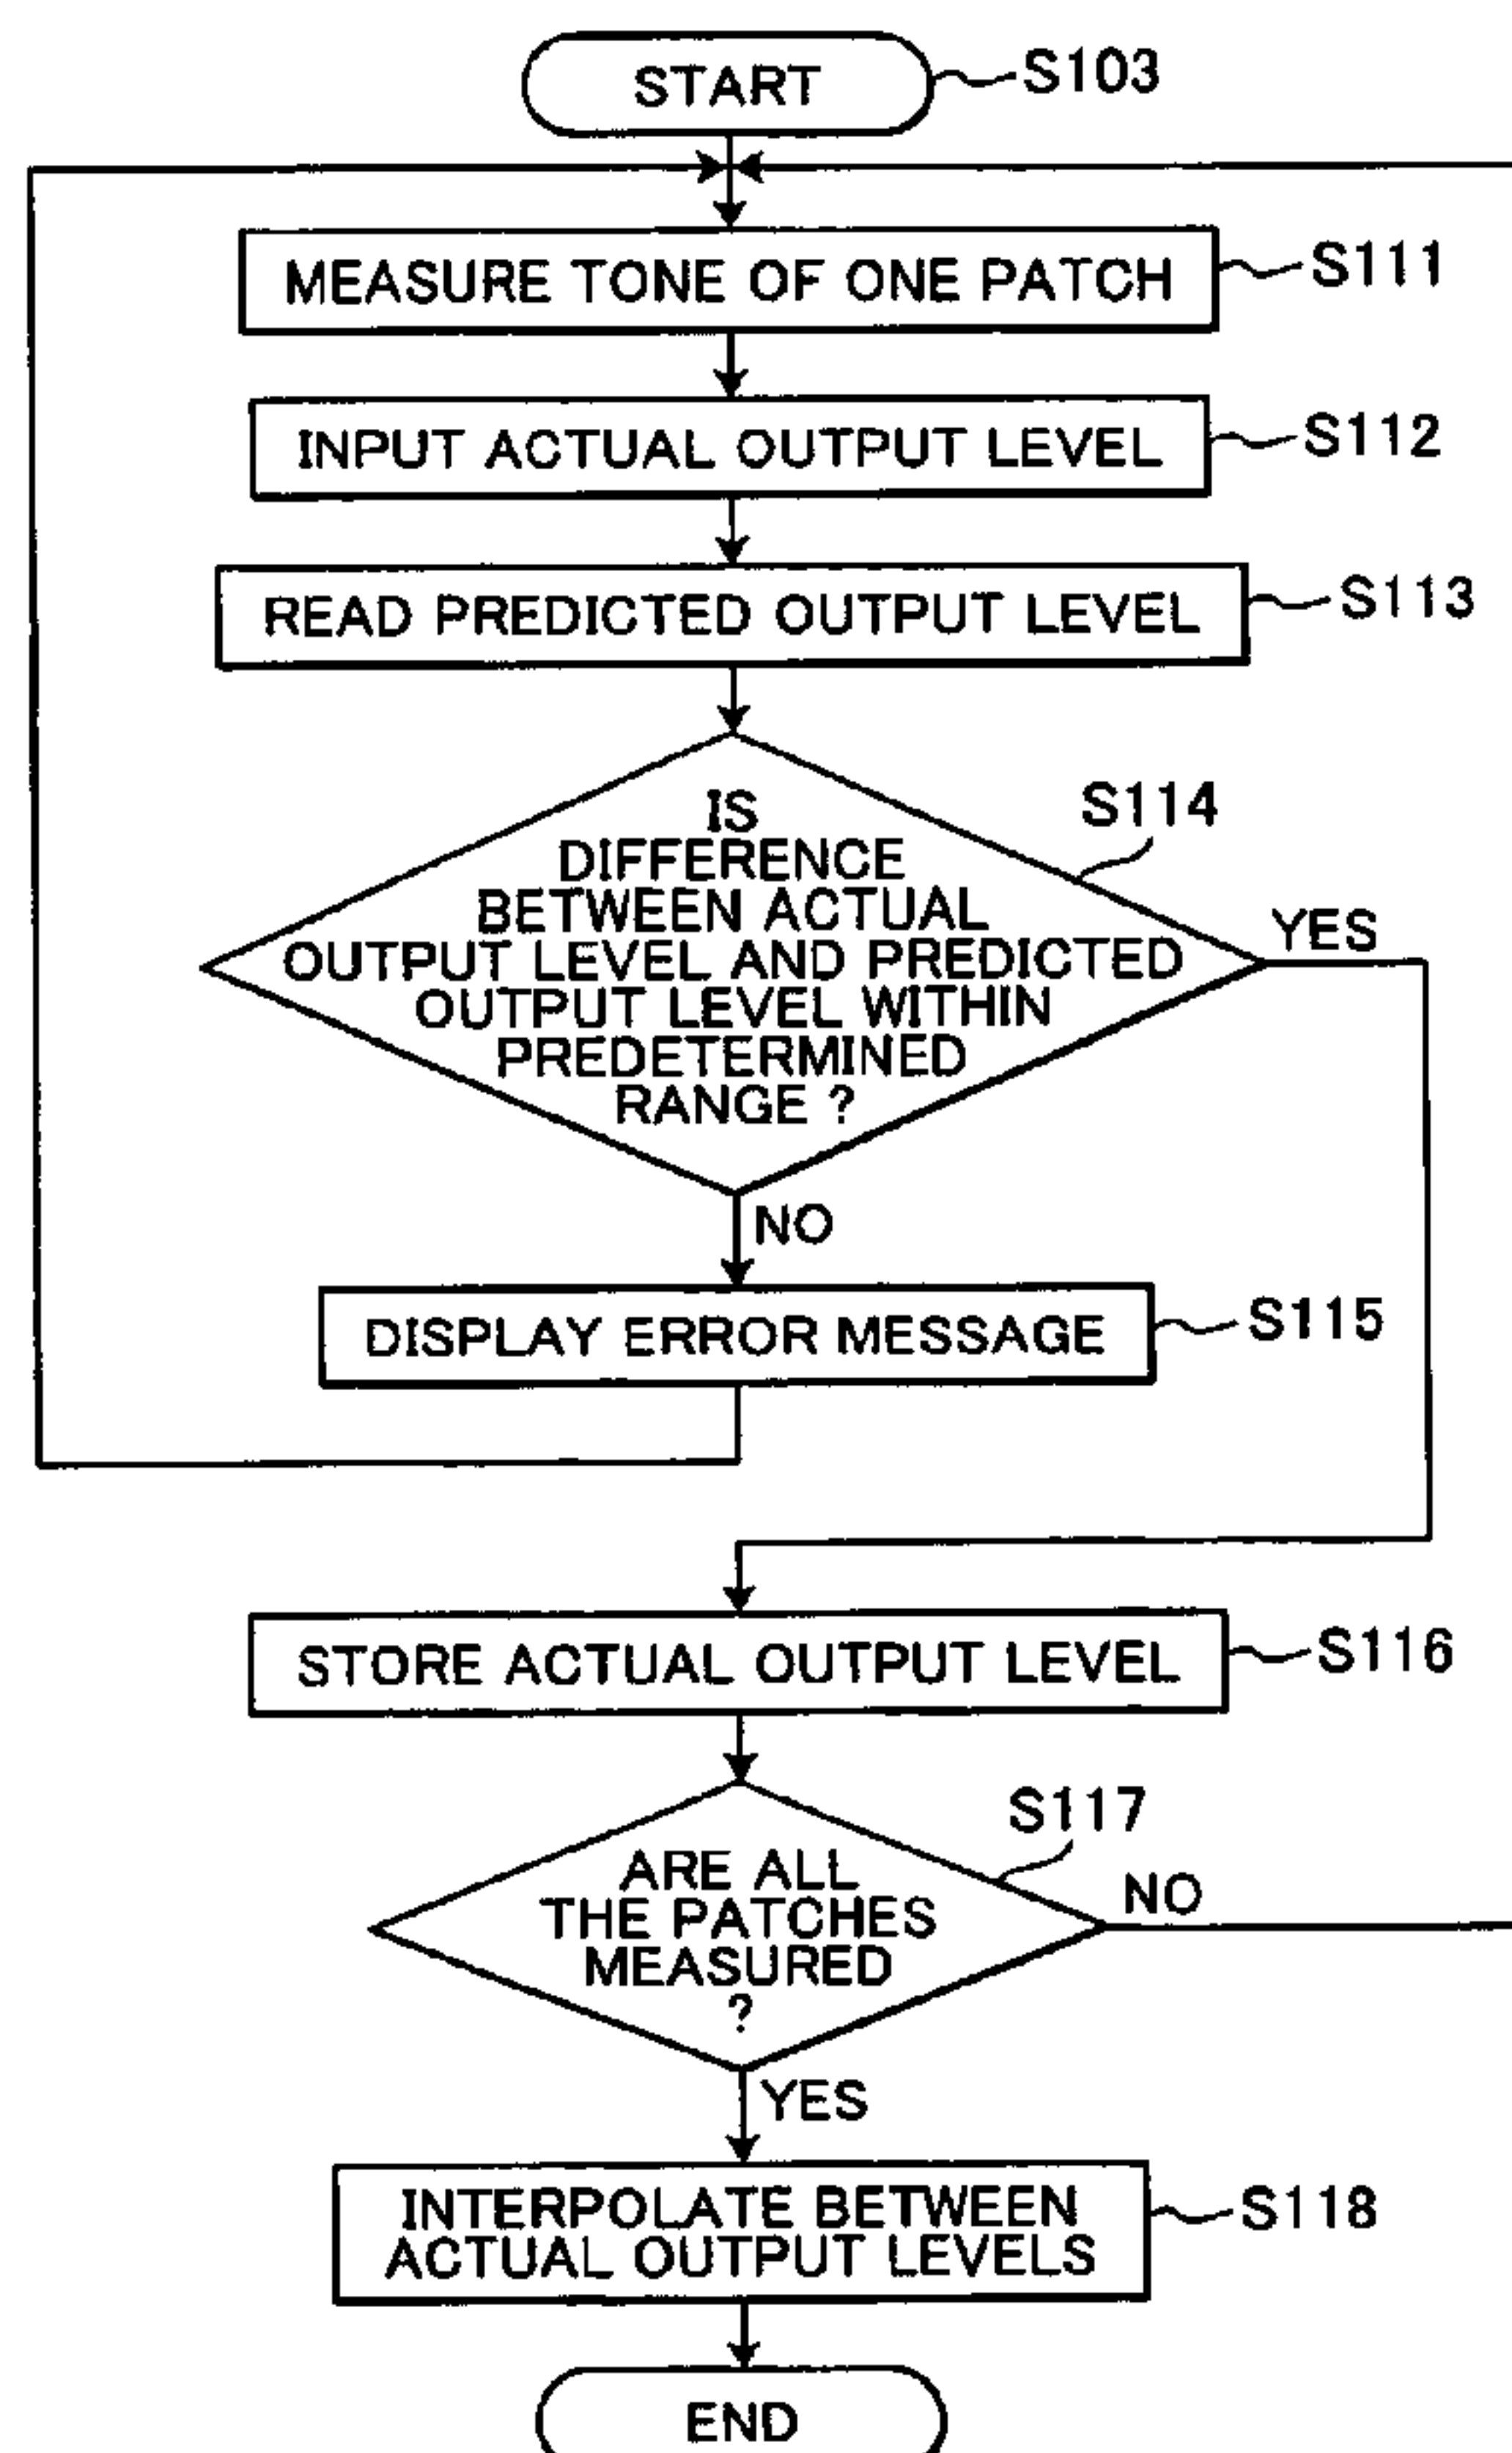 START
S103
MEASURE TONE OF ONE PATCH
S111
INPUT ACTUAL OUTPUT LEVEL
S112
READ PREDICTED OUTPUT LEVEL
S113
S114
IS
DIFFERENCE
BETWEEN ACTUAL
OUTPUT LEVEL AND PREDICTED
OUTPUT LEVEL WITHIN
PREDETERMINED
RANGE ?
YES
NO
DISPLAY ERROR MESSAGE
S115
STORE ACTUAL OUTPUT LEVEL
S116
S117
ARE ALL
THE PATCHES
MEASURED
?
NO
YES
INTERPOLATE BETWEEN
ACTUAL OUTPUT LEVELS
S118
END